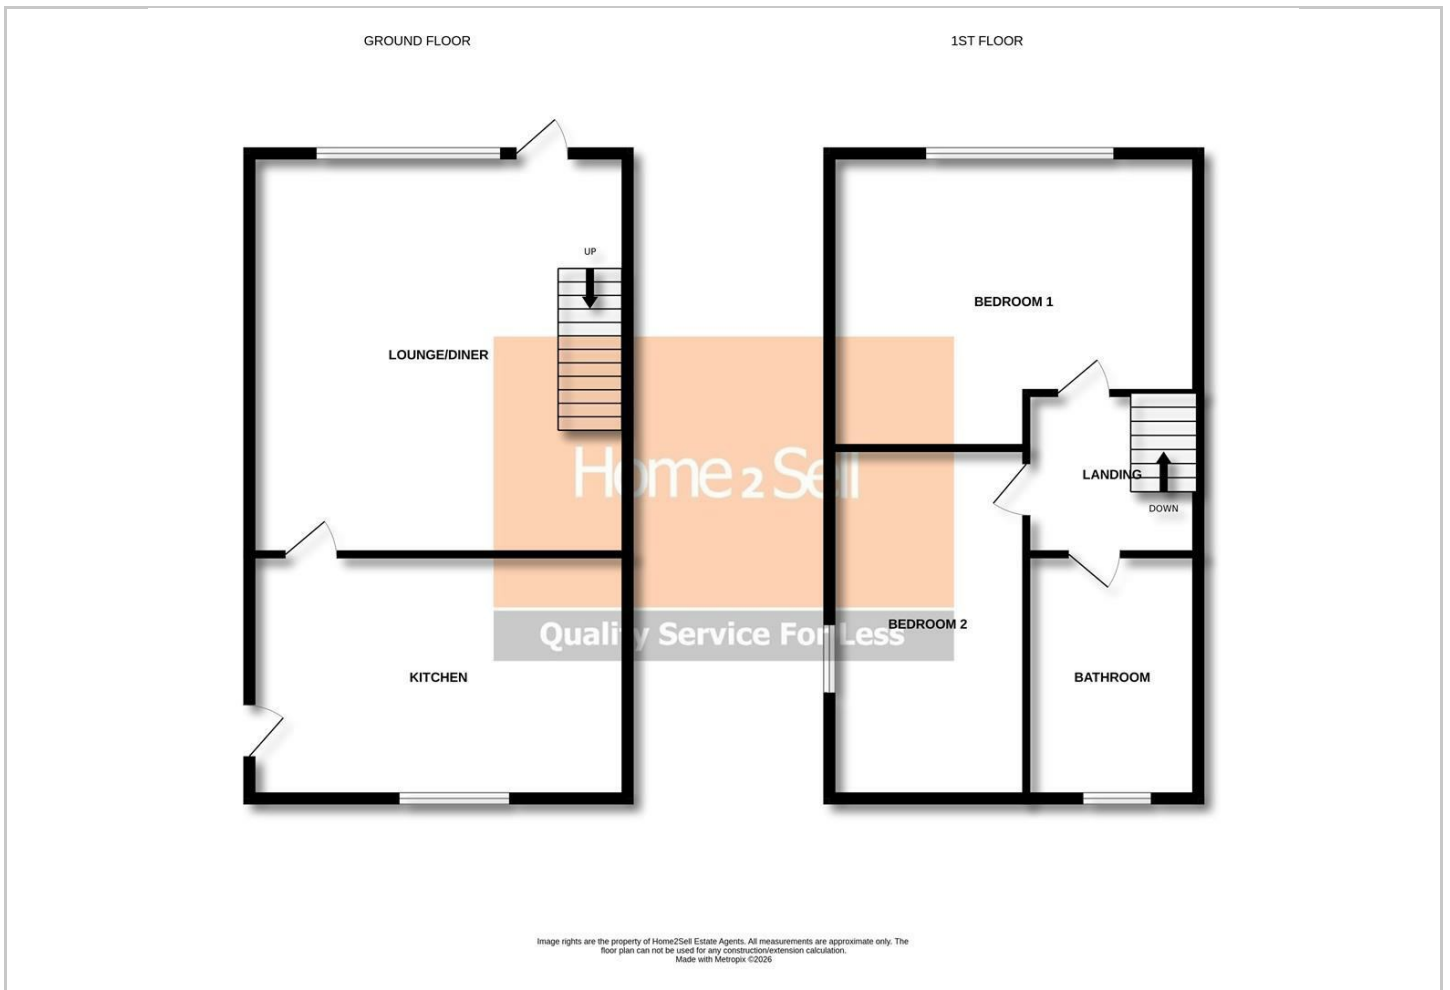 GROUND FLOOR
1ST FLOOR
UP
BEDROOM 1
LOUNGE/DINER
Home2Sell
LANDING
DOWN
BEDROOM 2
Quality Service For Less
KITCHEN
BATHROOM
Image rights are the property of Home2Sell Estate Agents. All measurements are approximate only. The
floor plan can not be used for any construction/extension calculation.
Made with Metropix ©2026